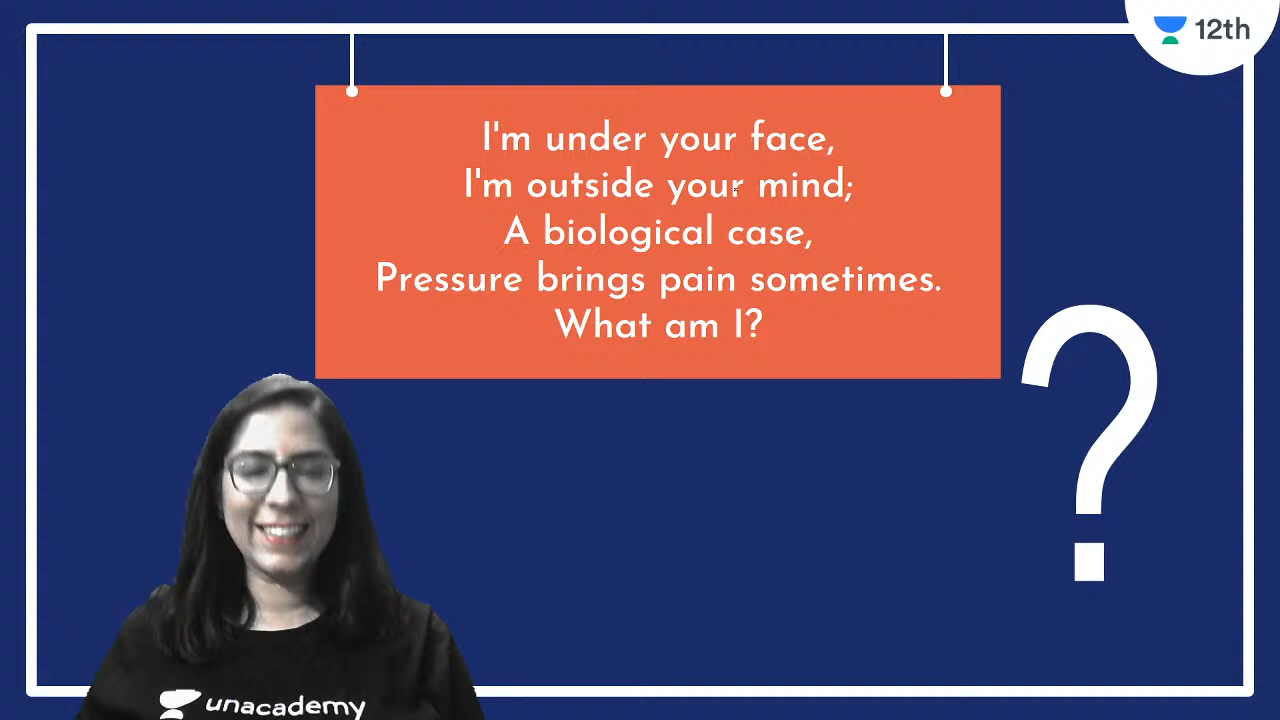 12th
I'm under your face,
I'm outside your mind;
A biological case,
Pressure brings pain sometimes.
What am I?
?
unacademy